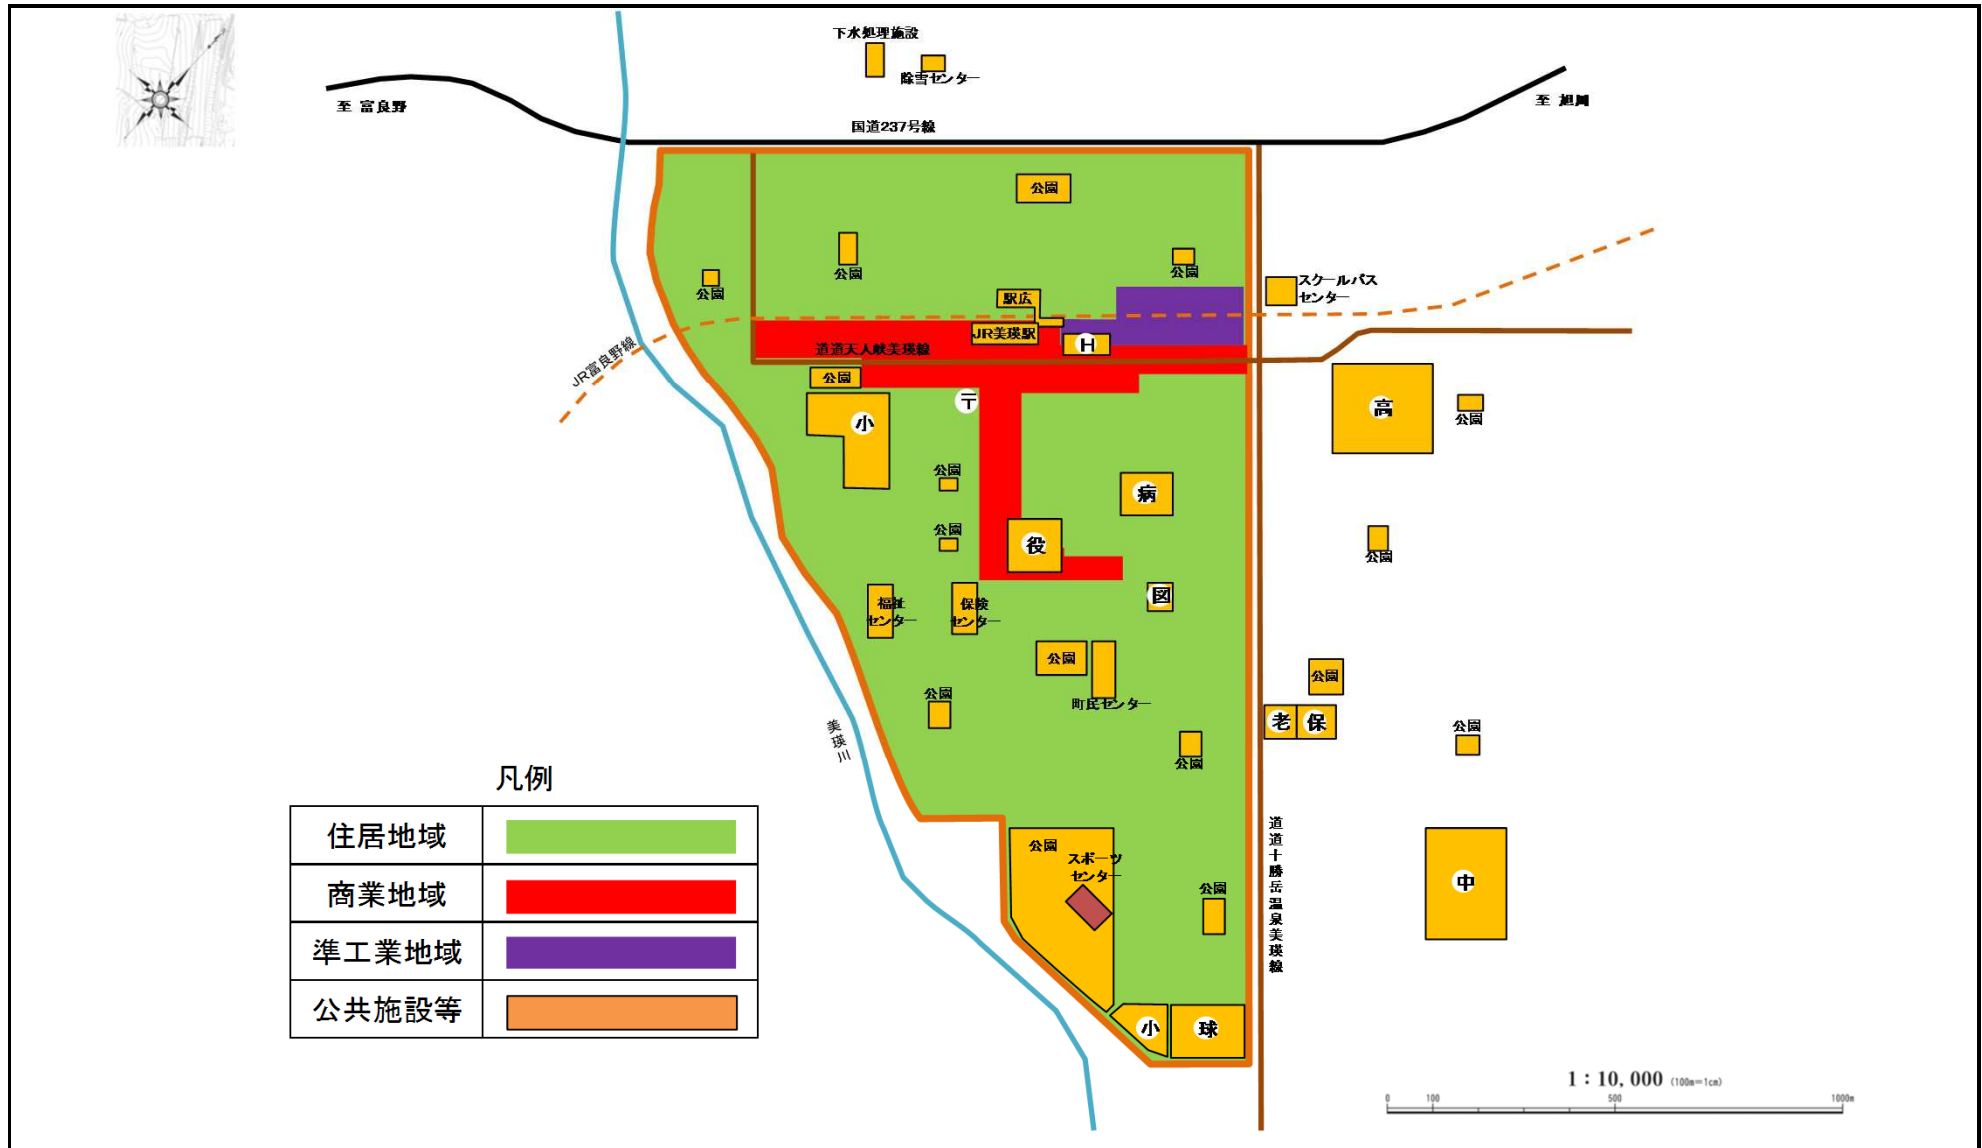 下水処理施設
除雪センター
至 富良野
至 旭川
国道237号線
公園
公園
公園
公園
スクールバス
センター
駅広
JR美瑛駅
H
道道天人峡美瑛線
JR富良野線
公園
〒
小
高
公園
公園
病
公園
役
公園
図
福祉
センター
保険
センター
公園
町民センター
公園
公園
老
保
公園
公園
公園
美瑛川
道道十勝岳温泉美瑛線
公園
スポーツ
センター
公園
中
小
球
凡例
住居地域
商業地域
準工業地域
公共施設等
1:10,000 (100m=1cm)
0 100 500 1000m